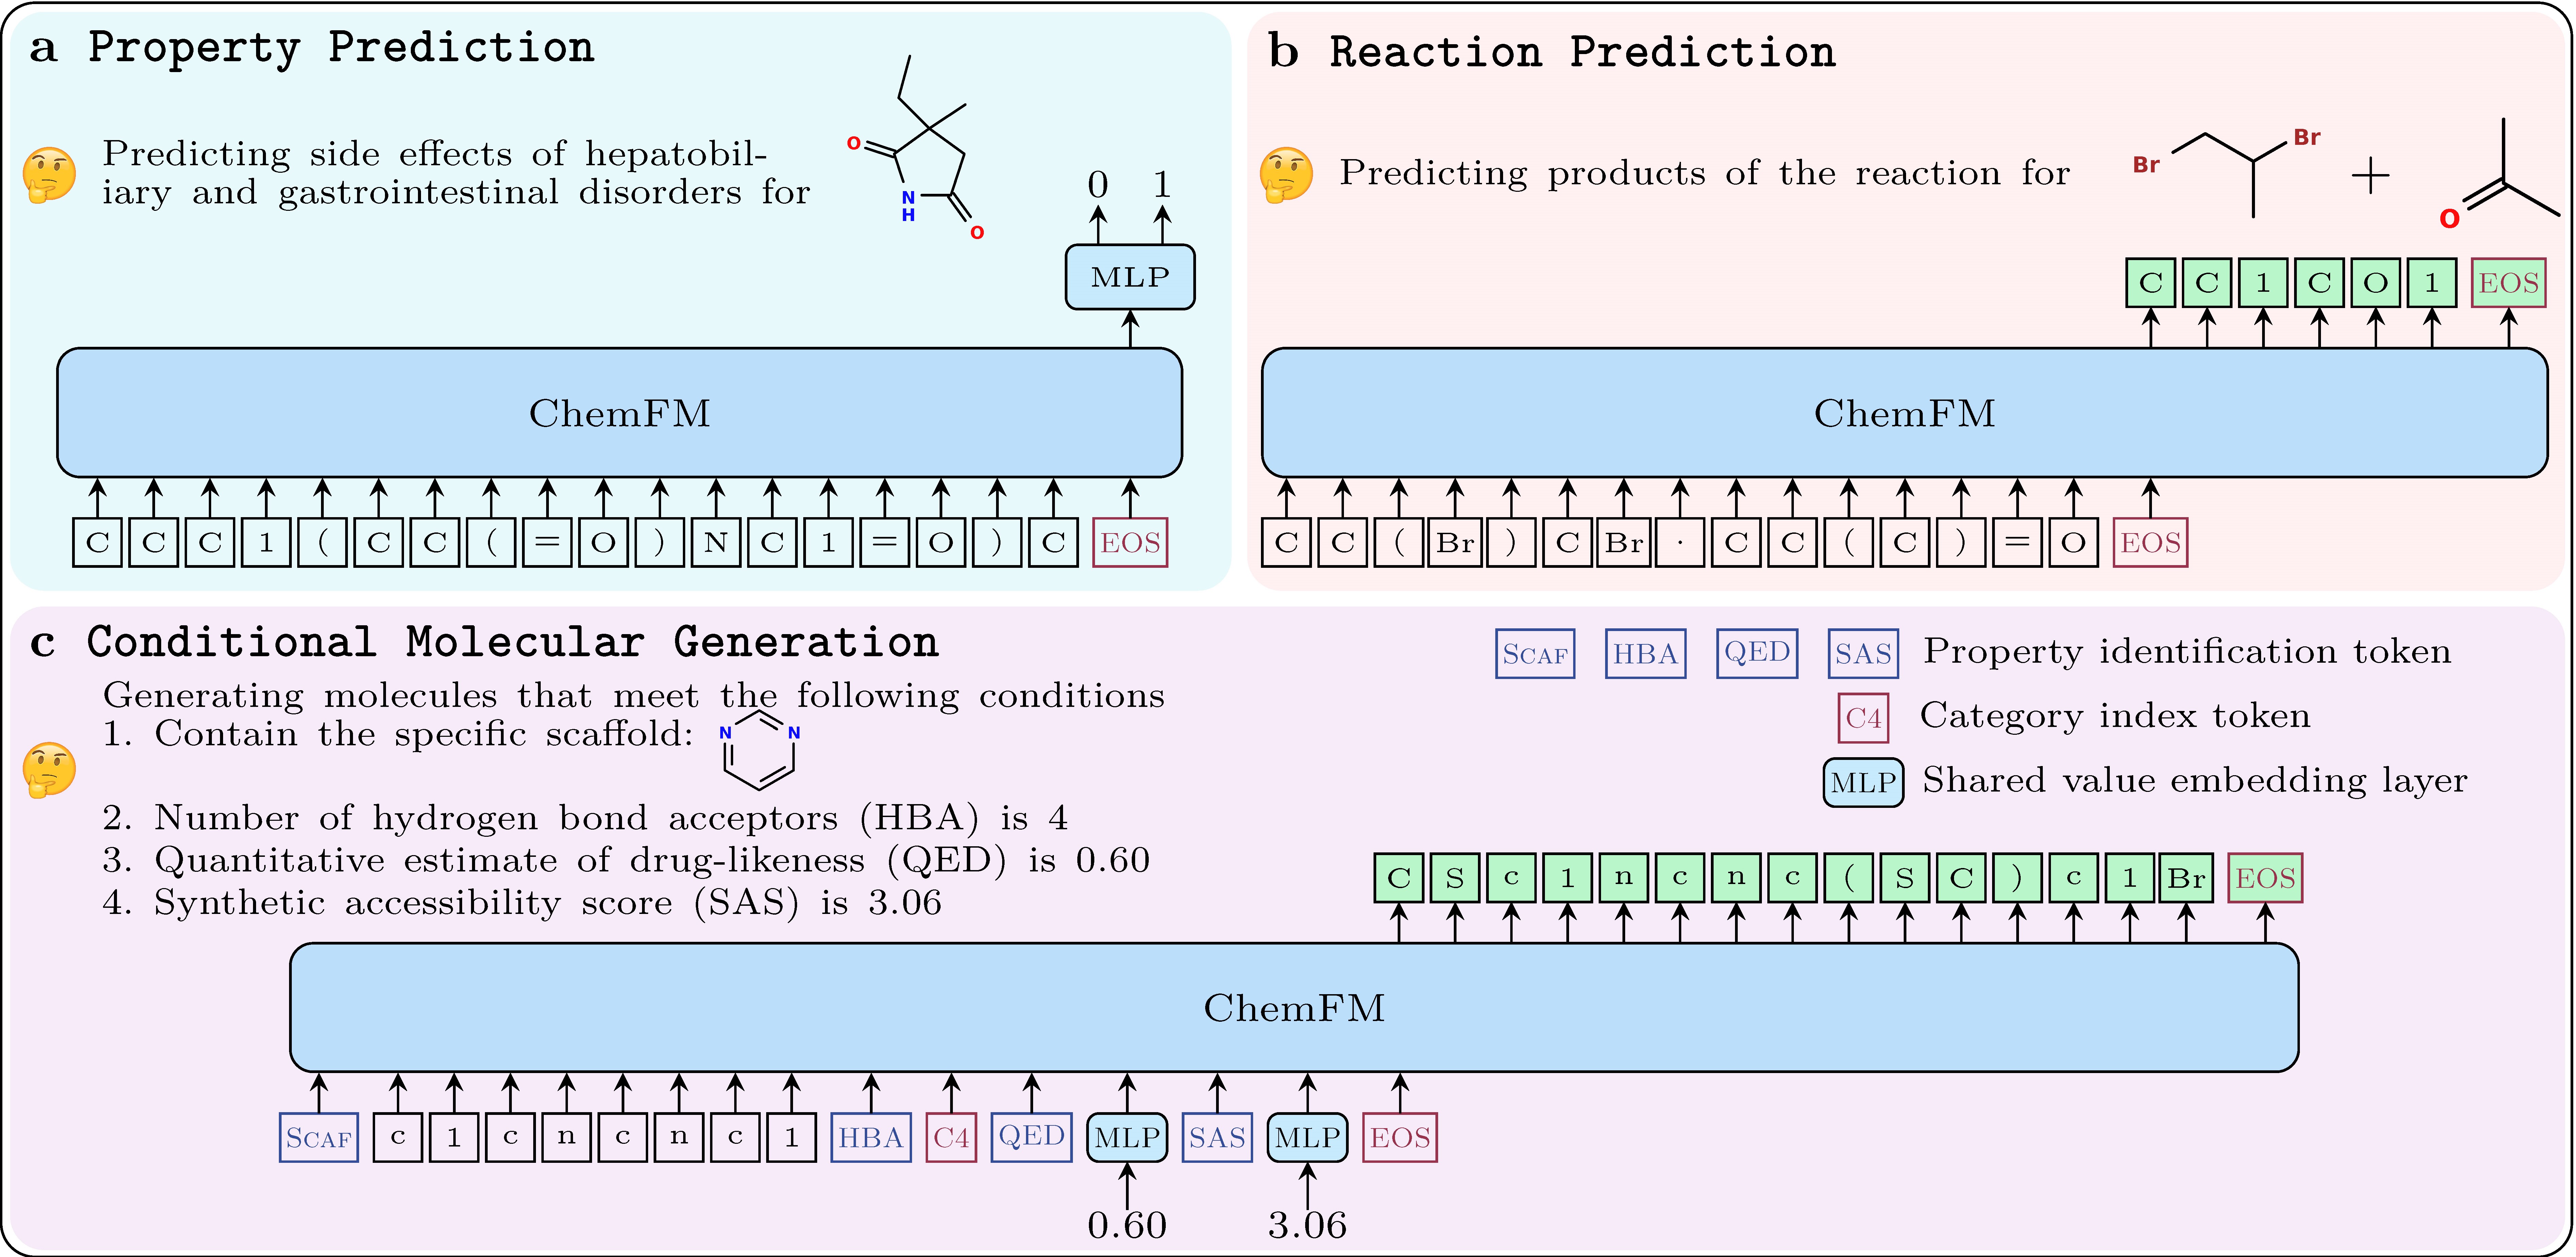 a Property Prediction
Predicting side effects of hepatobil-
iary and gastrointestinal disorders for
O
N
H
O
0 1
MLP
ChemFM
C C C 1 ( C C ( = O ) N C 1 = O ) C EOS
b Reaction Prediction
Predicting products of the reaction for
Br
Br
+
O
C C 1 C O 1 EOS
ChemFM
C C ( Br ) C Br · C C ( C ) = O EOS
c Conditional Molecular Generation
Generating molecules that meet the following conditions
1. Contain the specific scaffold:
N N
2. Number of hydrogen bond acceptors (HBA) is 4
3. Quantitative estimate of drug-likeness (QED) is 0.60
4. Synthetic accessibility score (SAS) is 3.06
SCAF HBA QED SAS Property identification token
C4 Category index token
MLP Shared value embedding layer
C S c 1 n c n c ( S C ) c 1 Br EOS
ChemFM
SCAF c 1 c n c n c 1 HBA C4 QED MLP SAS MLP EOS
0.60 3.06